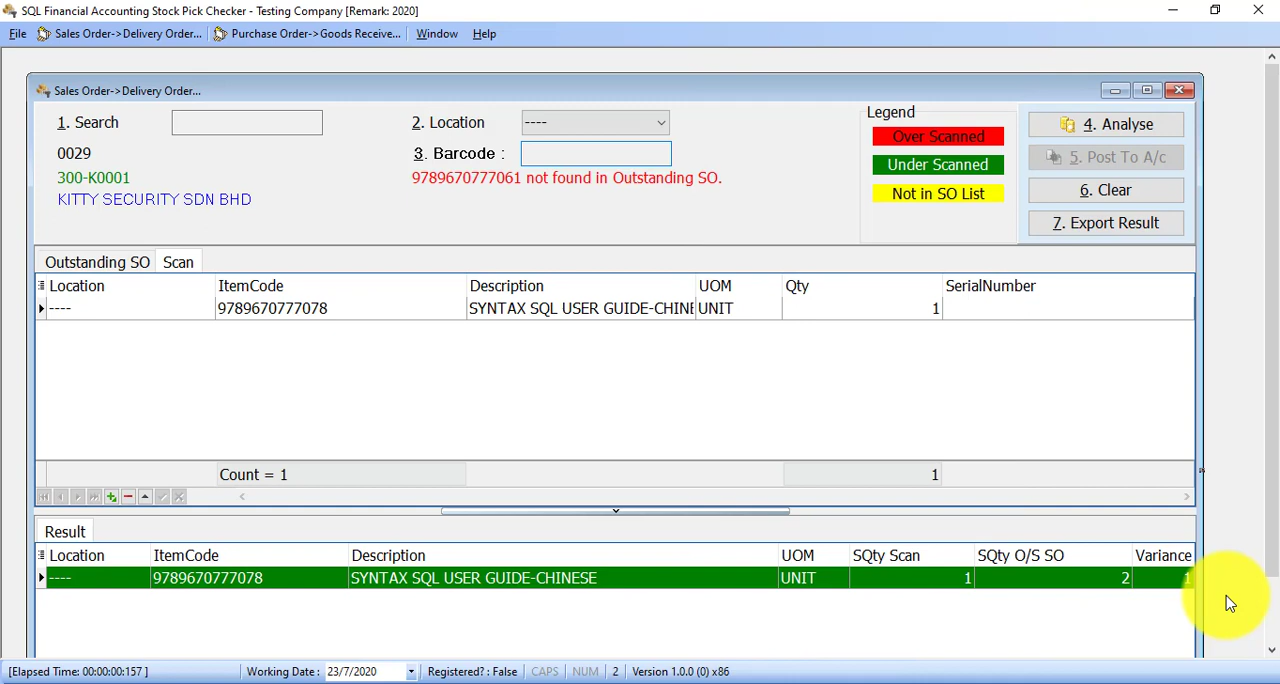 SQL Financial Accounting Stock Pick Checker - Testing Company [Remark: 2020]
File Sales Order->Delivery Order... Purchase Order->Goods Receive... Window Help
Sales Order->Delivery Order...
1. Search
2. Location ----
Legend
4. Analyse
Over Scanned
0029
3. Barcode :
Under Scanned
5. Post To A/c
300-K0001
9789670777061 not found in Outstanding SO.
Not in SO List
6. Clear
KITTY SECURITY SDN BHD
7. Export Result
Outstanding SO Scan
Location ItemCode Description UOM Qty SerialNumber
---- 9789670777078 SYNTAX SQL USER GUIDE-CHINE UNIT 1
Count = 1 1
Result
Location ItemCode Description UOM SQty Scan SQty O/S SO Variance
---- 9789670777078 SYNTAX SQL USER GUIDE-CHINESE UNIT 1 2 1
[Elapsed Time: 00:00:00:157 ] Working Date : 23/7/2020 Registered? : False CAPS NUM 2 Version 1.0.0 (0) x86